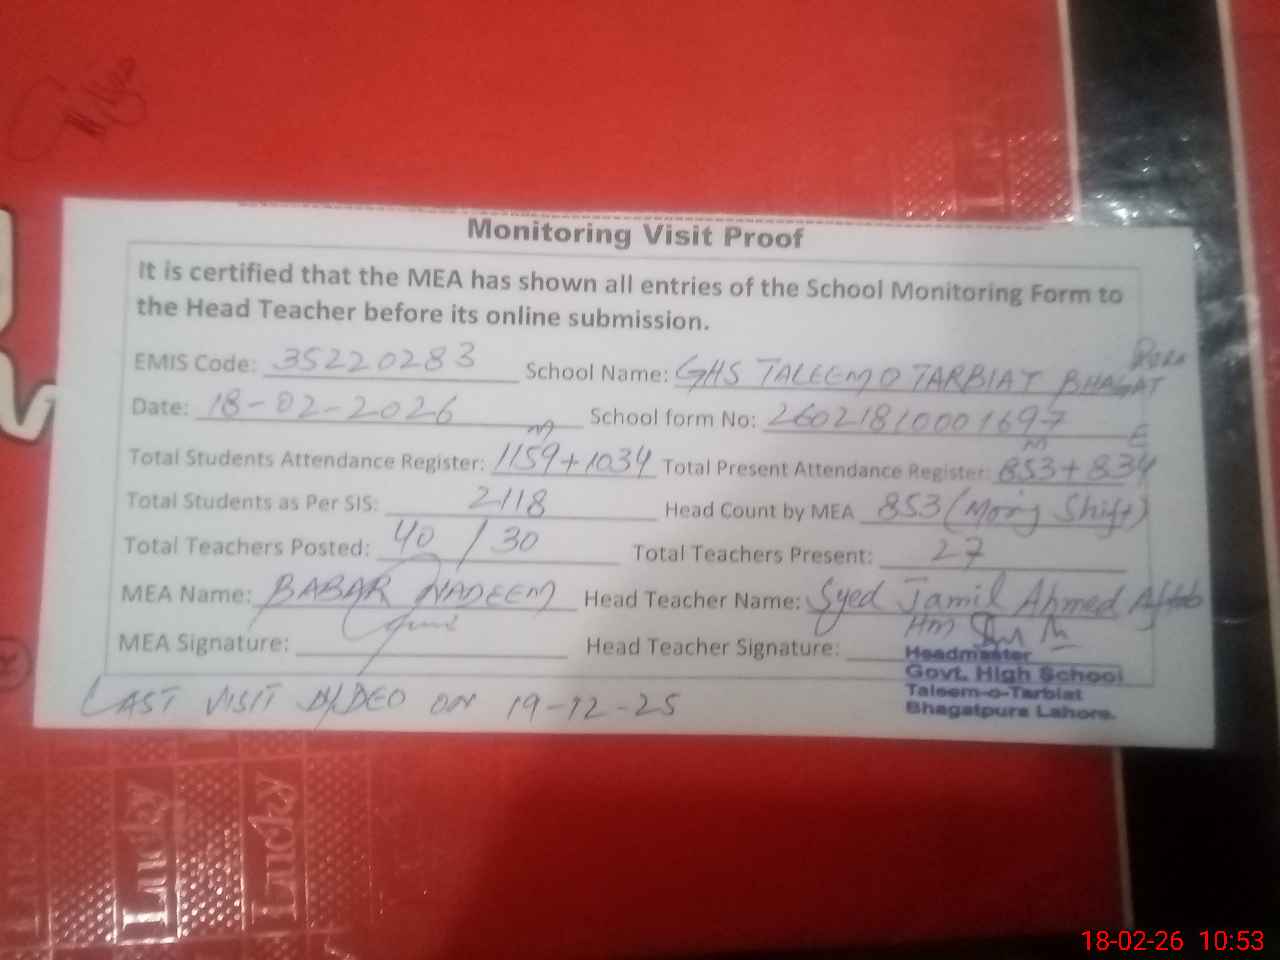 Monitoring Visit Proof
It is certified that the MEA has shown all entries of the School Monitoring Form to
the Head Teacher before its online submission.
EMIS Code: 35220283 School Name: GHS TALEEM O TARBIAT BHAGAT PURA
Date: 18-02-2026 School form No: 26021810001697
M M E
Total Students Attendance Register: 1159+1034 Total Present Attendance Register: 853+834
Total Students as Per SIS: 2118 Head Count by MEA 853 (Mor'g Shift)
Total Teachers Posted: 40 / 30 Total Teachers Present: 27
MEA Name: BABAR NADEEM Head Teacher Name: Syed Jamil Ahmed Aftab
HM
MEA Signature: Head Teacher Signature:
Headmaster
Govt. High School
Taleem-o-Tarbiat
Bhagatpura Lahore.
LAST VISIT BY DEO ON 19-12-25
Lucky
Lucky
18-02-26 10:53